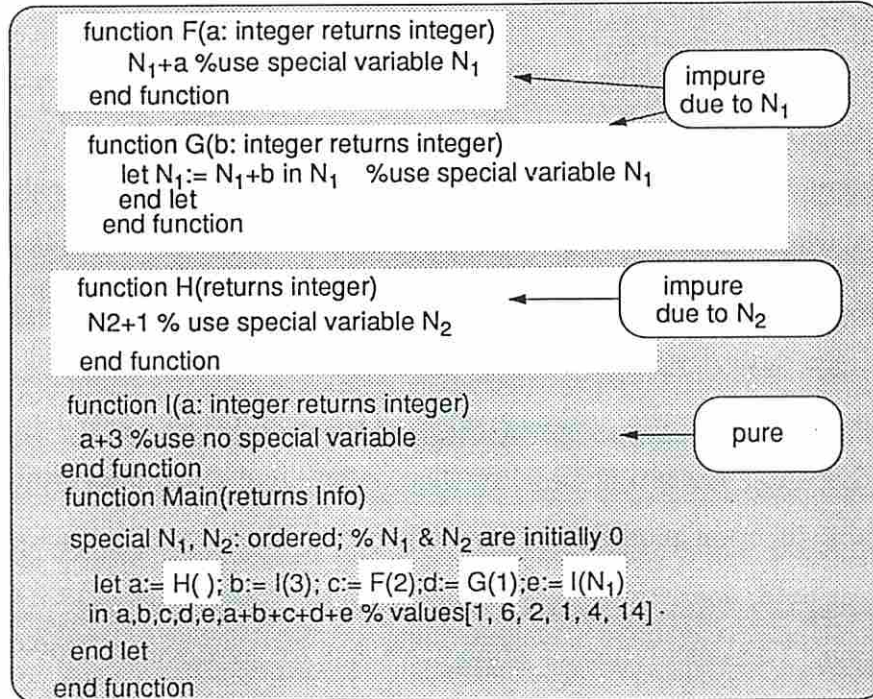 function F(a: integer returns integer)
N₁+a %use special variable N₁
end function
impure
due to N₁
function G(b: integer returns integer)
let N₁:= N₁+b in N₁ %use special variable N₁
end let
end function
function H(returns integer)
N2+1 % use special variable N₂
end function
impure
due to N₂
function I(a: integer returns integer)
a+3 %use no special variable
end function
pure
function Main(returns Info)
special N₁, N₂: ordered; % N₁ & N₂ are initially 0
let a:= H( ); b:= I(3); c:= F(2);d:= G(1);e:= I(N₁)
in a,b,c,d,e,a+b+c+d+e % values[1, 6, 2, 1, 4, 14]
end let
end function